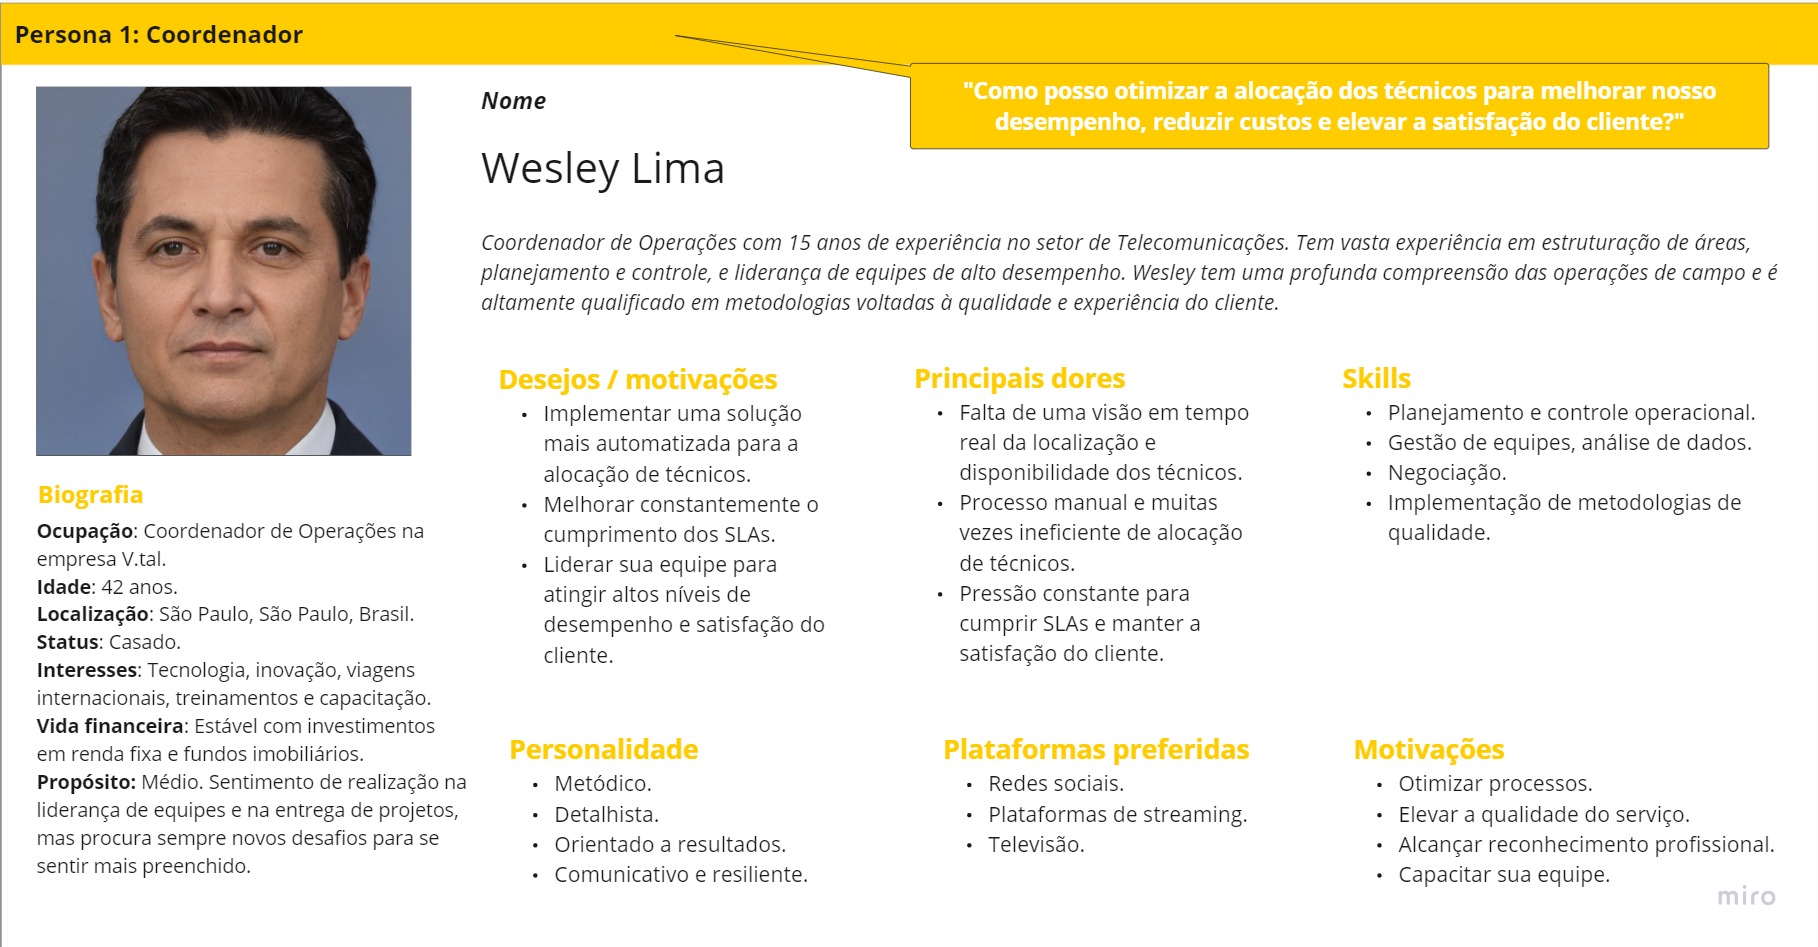 Persona 1: Coordenador
"Como posso otimizar a alocação dos técnicos para melhorar nosso
desempenho, reduzir custos e elevar a satisfação do cliente?"
Nome
Wesley Lima
Coordenador de Operações com 15 anos de experiência no setor de Telecomunicações. Tem vasta experiência em estruturação de áreas,
planejamento e controle, e liderança de equipes de alto desempenho. Wesley tem uma profunda compreensão das operações de campo e é
altamente qualificado em metodologias voltadas à qualidade e experiência do cliente.
Biografia
Ocupação: Coordenador de Operações na
empresa V.tal.
Idade: 42 anos.
Localização: São Paulo, São Paulo, Brasil.
Status: Casado.
Interesses: Tecnologia, inovação, viagens
internacionais, treinamentos e capacitação.
Vida financeira: Estável com investimentos
em renda fixa e fundos imobiliários.
Propósito: Médio. Sentimento de realização na
liderança de equipes e na entrega de projetos,
mas procura sempre novos desafios para se
sentir mais preenchido.
Desejos / motivações
• Implementar uma solução
mais automatizada para a
alocação de técnicos.
• Melhorar constantemente o
cumprimento dos SLAs.
• Liderar sua equipe para
atingir altos níveis de
desempenho e satisfação do
cliente.
Principais dores
• Falta de uma visão em tempo
real da localização e
disponibilidade dos técnicos.
• Processo manual e muitas
vezes ineficiente de alocação
de técnicos.
• Pressão constante para
cumprir SLAs e manter a
satisfação do cliente.
Skills
• Planejamento e controle operacional.
• Gestão de equipes, análise de dados.
• Negociação.
• Implementação de metodologias de
qualidade.
Personalidade
• Metódico.
• Detalhista.
• Orientado a resultados.
• Comunicativo e resiliente.
Plataformas preferidas
• Redes sociais.
• Plataformas de streaming.
• Televisão.
Motivações
• Otimizar processos.
• Elevar a qualidade do serviço.
• Alcançar reconhecimento profissional.
• Capacitar sua equipe.
miro